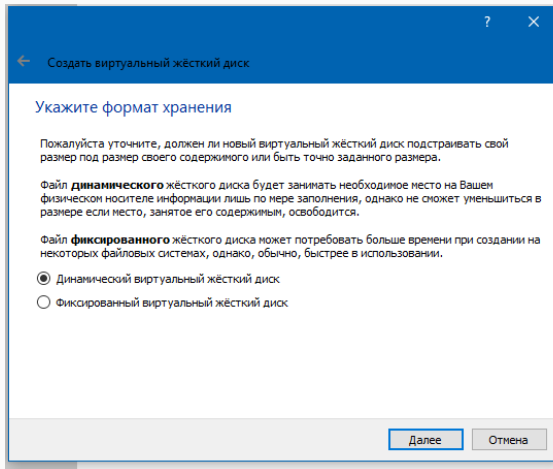 ?
Создать виртуальный жёсткий диск
Укажите формат хранения
Пожалуйста уточните, должен ли новый виртуальный жёсткий диск подстраивать свой
размер под размер своего содержимого или быть точно заданного размера.
Файл динамического жёсткого диска будет занимать необходимое место на Вашем
физическом носителе информации лишь по мере заполнения, однако не сможет уменьшиться в
размере если место, занятое его содержимым, освободится.
Файл фиксированного жёсткого диска может потребовать больше времени при создании на
некоторых файловых системах, однако, обычно, быстрее в использовании.
Динамический виртуальный жёсткий диск
Фиксированный виртуальный жёсткий диск
Далее Отмена